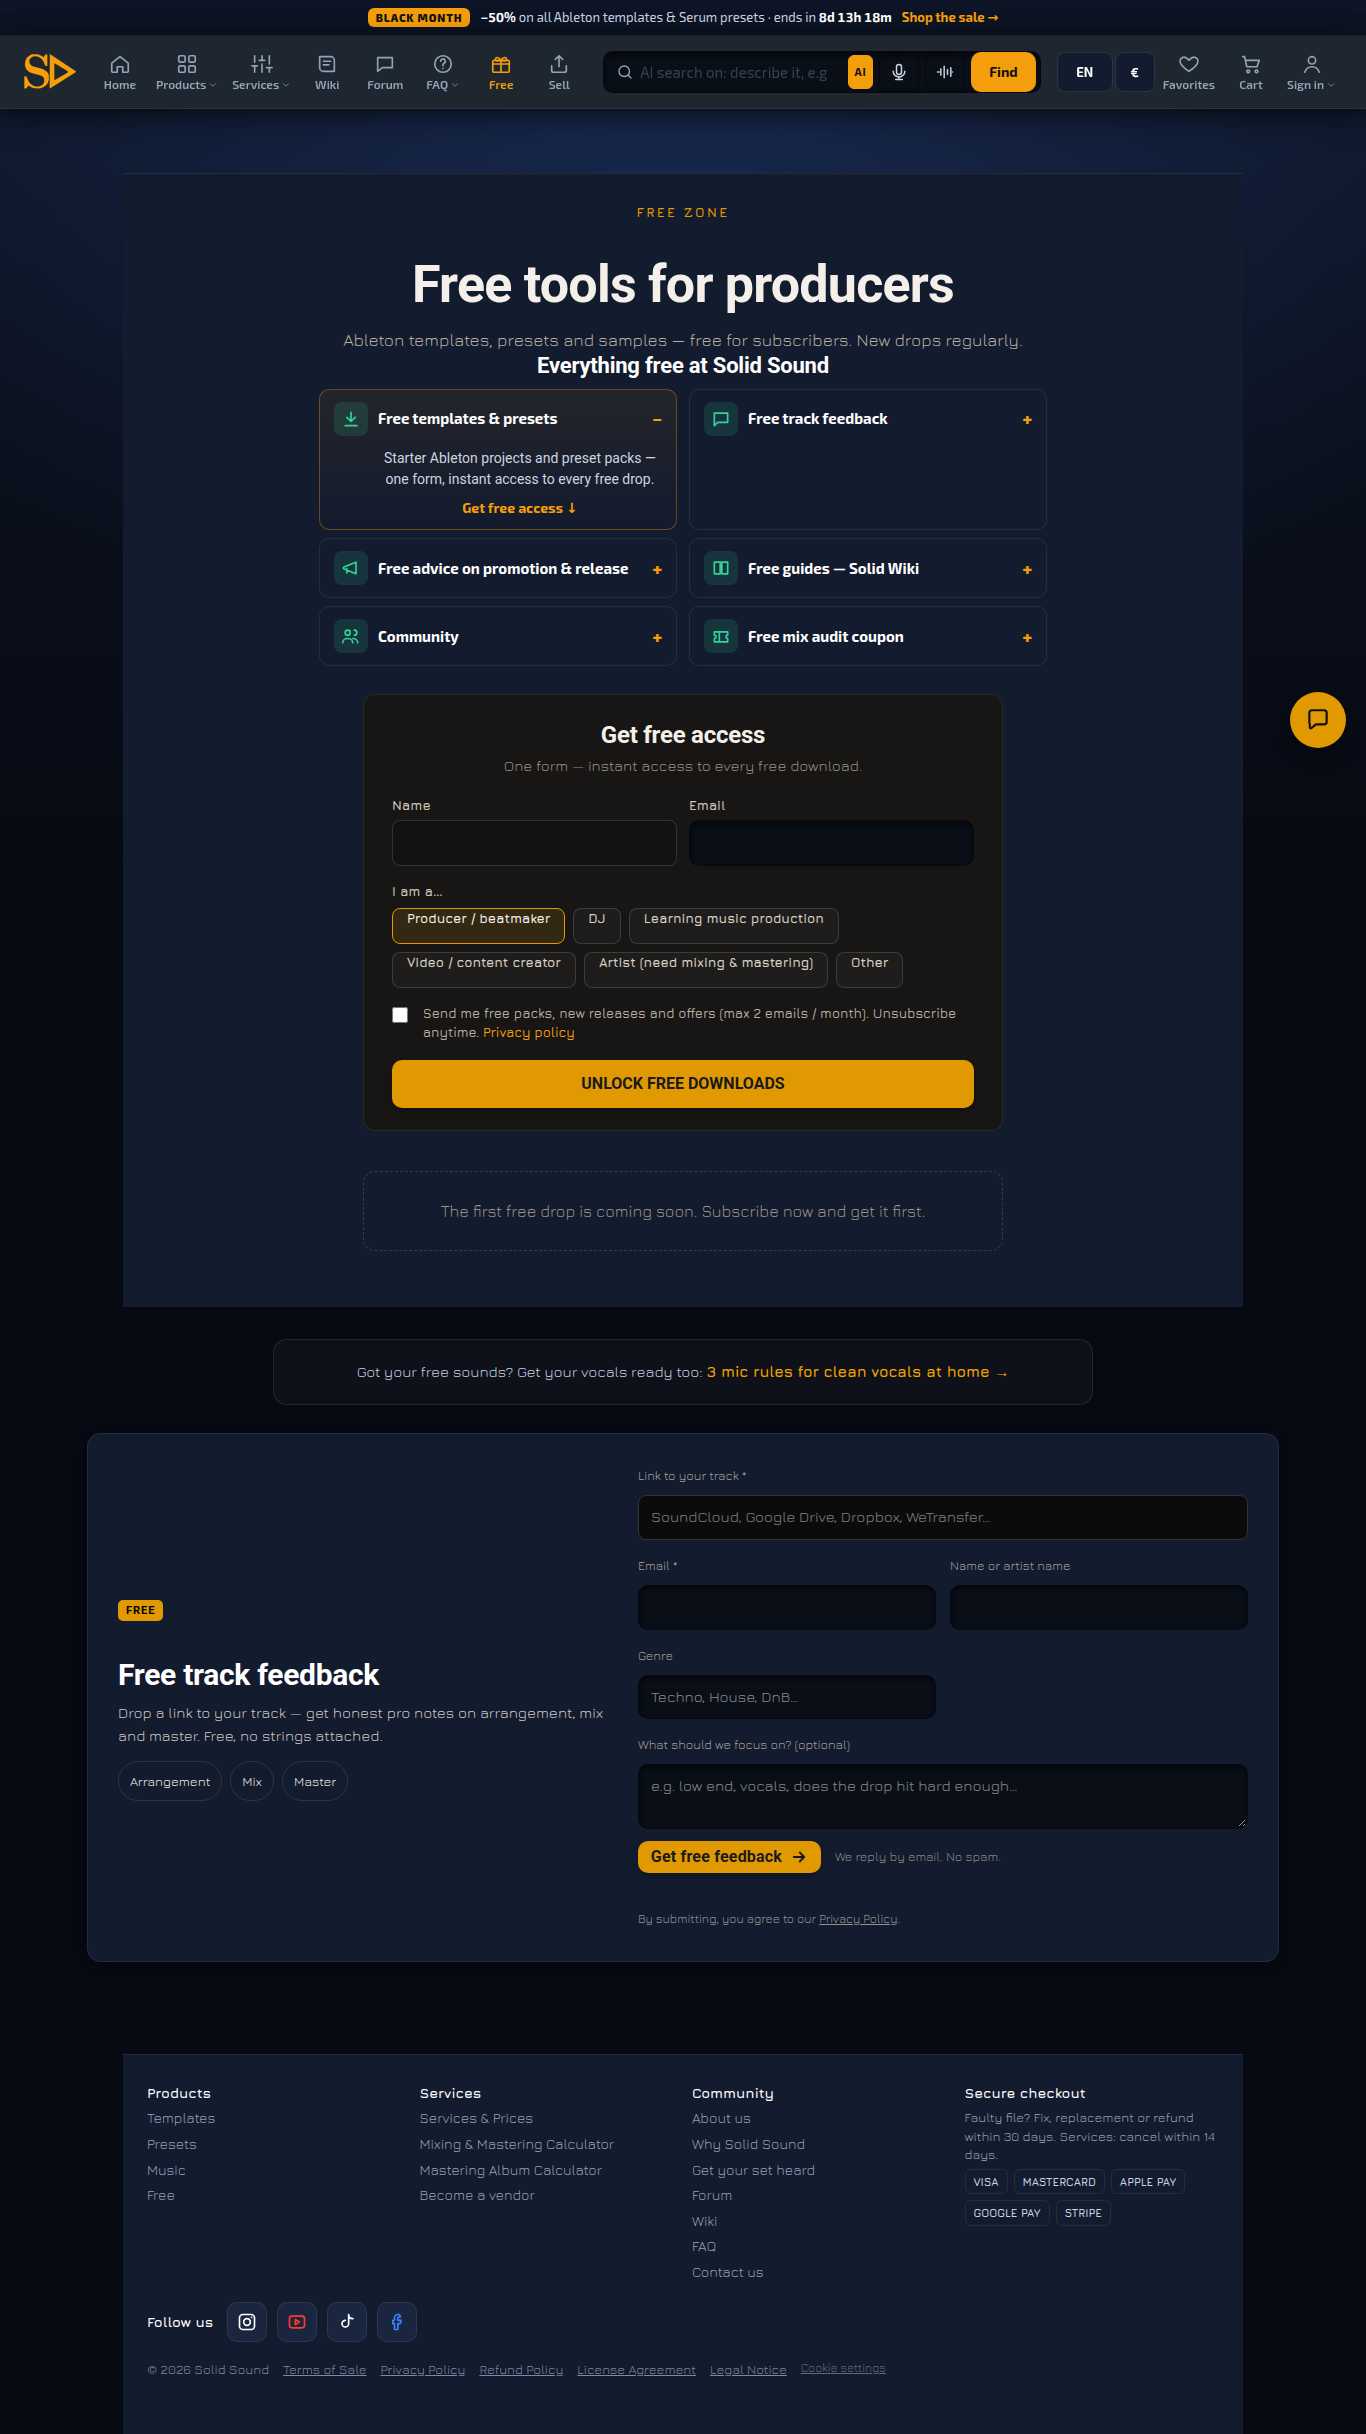 BLACK MONTH −50% on all Ableton templates & Serum presets · ends in 8d 13h 18m Shop the sale →
Home
Products
Services
Wiki
Forum
FAQ
Free
Sell
AI search on: describe it, e.g
AI
Find
EN
€
Favorites
Cart
Sign in
FREE ZONE
Free tools for producers
Ableton templates, presets and samples — free for subscribers. New drops regularly.
Everything free at Solid Sound
Free templates & presets −
Starter Ableton projects and preset packs —
one form, instant access to every free drop.
Get free access ↓
Free track feedback +
Free advice on promotion & release +
Free guides — Solid Wiki +
Community +
Free mix audit coupon +
Get free access
One form — instant access to every free download.
Name
Email
I am a...
Producer / beatmaker
DJ
Learning music production
Video / content creator
Artist (need mixing & mastering)
Other
Send me free packs, new releases and offers (max 2 emails / month). Unsubscribe
anytime. Privacy policy
UNLOCK FREE DOWNLOADS
The first free drop is coming soon. Subscribe now and get it first.
Got your free sounds? Get your vocals ready too: 3 mic rules for clean vocals at home →
FREE
Free track feedback
Drop a link to your track — get honest pro notes on arrangement, mix
and master. Free, no strings attached.
Arrangement
Mix
Master
Link to your track *
SoundCloud, Google Drive, Dropbox, WeTransfer...
Email *
Name or artist name
Genre
Techno, House, DnB...
What should we focus on? (optional)
e.g. low end, vocals, does the drop hit hard enough...
Get free feedback →
We reply by email. No spam.
By submitting, you agree to our Privacy Policy.
Products
Templates
Presets
Music
Free
Services
Services & Prices
Mixing & Mastering Calculator
Mastering Album Calculator
Become a vendor
Community
About us
Why Solid Sound
Get your set heard
Forum
Wiki
FAQ
Contact us
Secure checkout
Faulty file? Fix, replacement or refund
within 30 days. Services: cancel within 14
days.
VISA
MASTERCARD
APPLE PAY
GOOGLE PAY
STRIPE
Follow us
© 2026 Solid Sound
Terms of Sale
Privacy Policy
Refund Policy
License Agreement
Legal Notice
Cookie settings